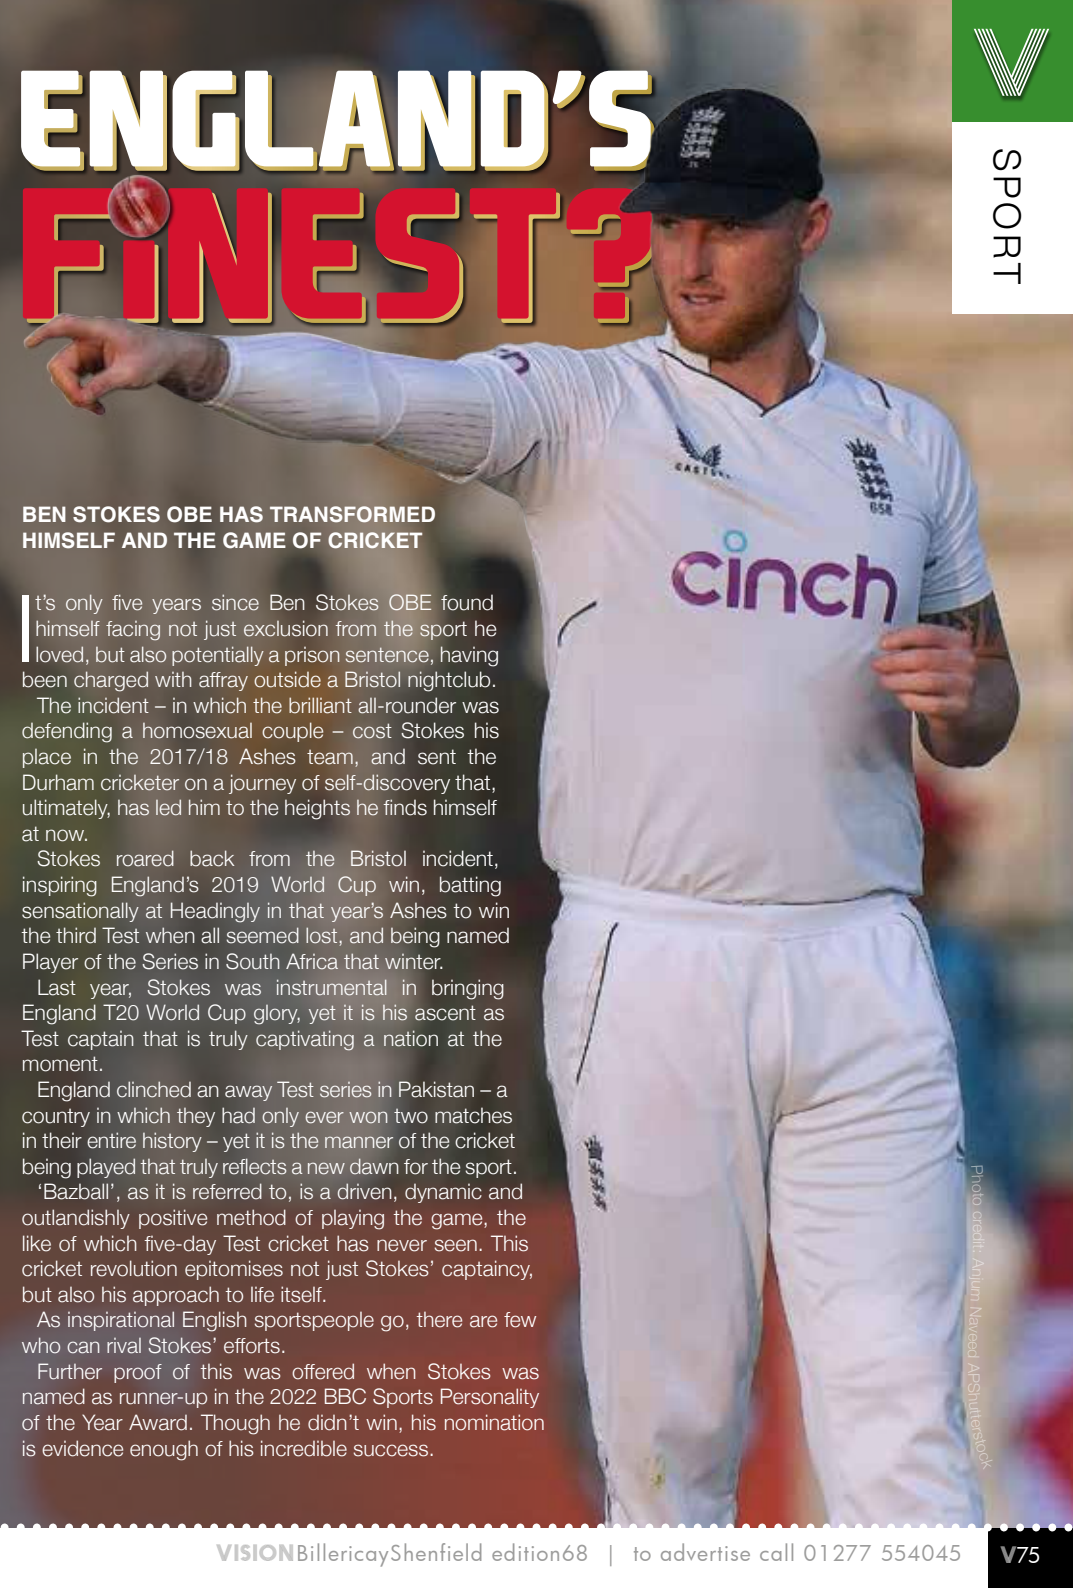 V
SPORT
ENGLAND'S
FiNEST?
CASTORE
658
cinch
BEN STOKES OBE HAS TRANSFORMED
HIMSELF AND THE GAME OF CRICKET
It's only five years since Ben Stokes OBE found
himself facing not just exclusion from the sport he
loved, but also potentially a prison sentence, having
been charged with affray outside a Bristol nightclub.
The incident – in which the brilliant all-rounder was
defending a homosexual couple – cost Stokes his
place in the 2017/18 Ashes team, and sent the
Durham cricketer on a journey of self-discovery that,
ultimately, has led him to the heights he finds himself
at now.
Stokes roared back from the Bristol incident,
inspiring England's 2019 World Cup win, batting
sensationally at Headingly in that year's Ashes to win
the third Test when all seemed lost, and being named
Player of the Series in South Africa that winter.
Last year, Stokes was instrumental in bringing
England T20 World Cup glory, yet it is his ascent as
Test captain that is truly captivating a nation at the
moment.
England clinched an away Test series in Pakistan – a
country in which they had only ever won two matches
in their entire history – yet it is the manner of the cricket
being played that truly reflects a new dawn for the sport.
'Bazball', as it is referred to, is a driven, dynamic and
outlandishly positive method of playing the game, the
like of which five-day Test cricket has never seen. This
cricket revolution epitomises not just Stokes' captaincy,
but also his approach to life itself.
As inspirational English sportspeople go, there are few
who can rival Stokes' efforts.
Further proof of this was offered when Stokes was
named as runner-up in the 2022 BBC Sports Personality
of the Year Award. Though he didn't win, his nomination
is evidence enough of his incredible success.
Photo credit: Anjum Naveed APShutterstock
VISIONBillericayShenfield edition68 | to advertise call 01277 554045
V75